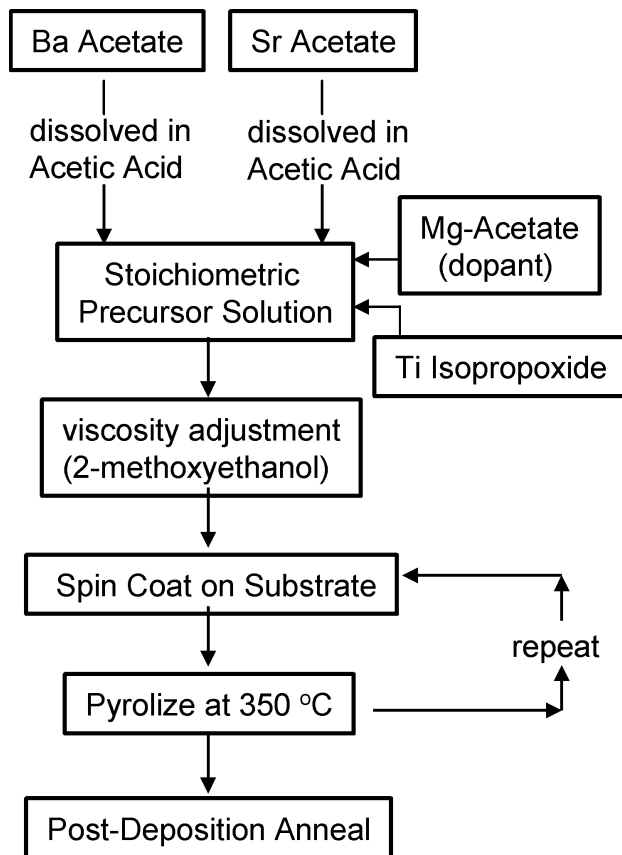 Ba Acetate
Sr Acetate
dissolved in
Acetic Acid
dissolved in
Acetic Acid
Mg-Acetate
(dopant)
Stoichiometric
Precursor Solution
Ti Isopropoxide
viscosity adjustment
(2-methoxyethanol)
Spin Coat on Substrate
repeat
Pyrolize at 350 °C
Post-Deposition Anneal